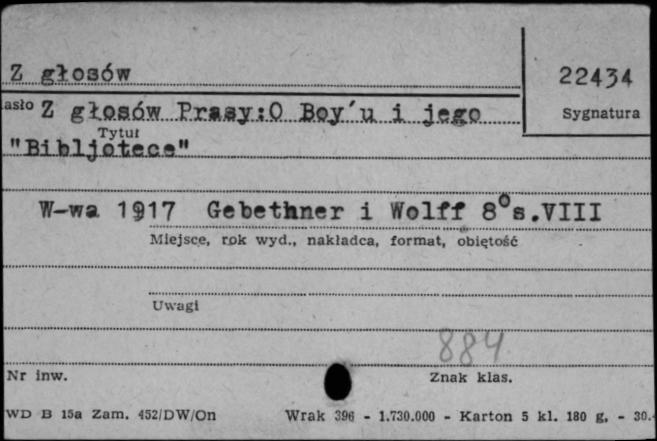 Z głosów
22434
asło Z głosów Prasy:O Boy'u i jego
Sygnatura
Tytuł
"Bibljotece"
W-wa 1917 Gebethner i Wolff 8° s.VIII
Miejsce, rok wyd., nakładca, format, objętość
Uwagi
884
Nr inw.
Znak klas.
WD B 15a Zam. 452/DW/On Wrak 396 - 1.730.000 - Karton 5 kl. 180 g, - 30.